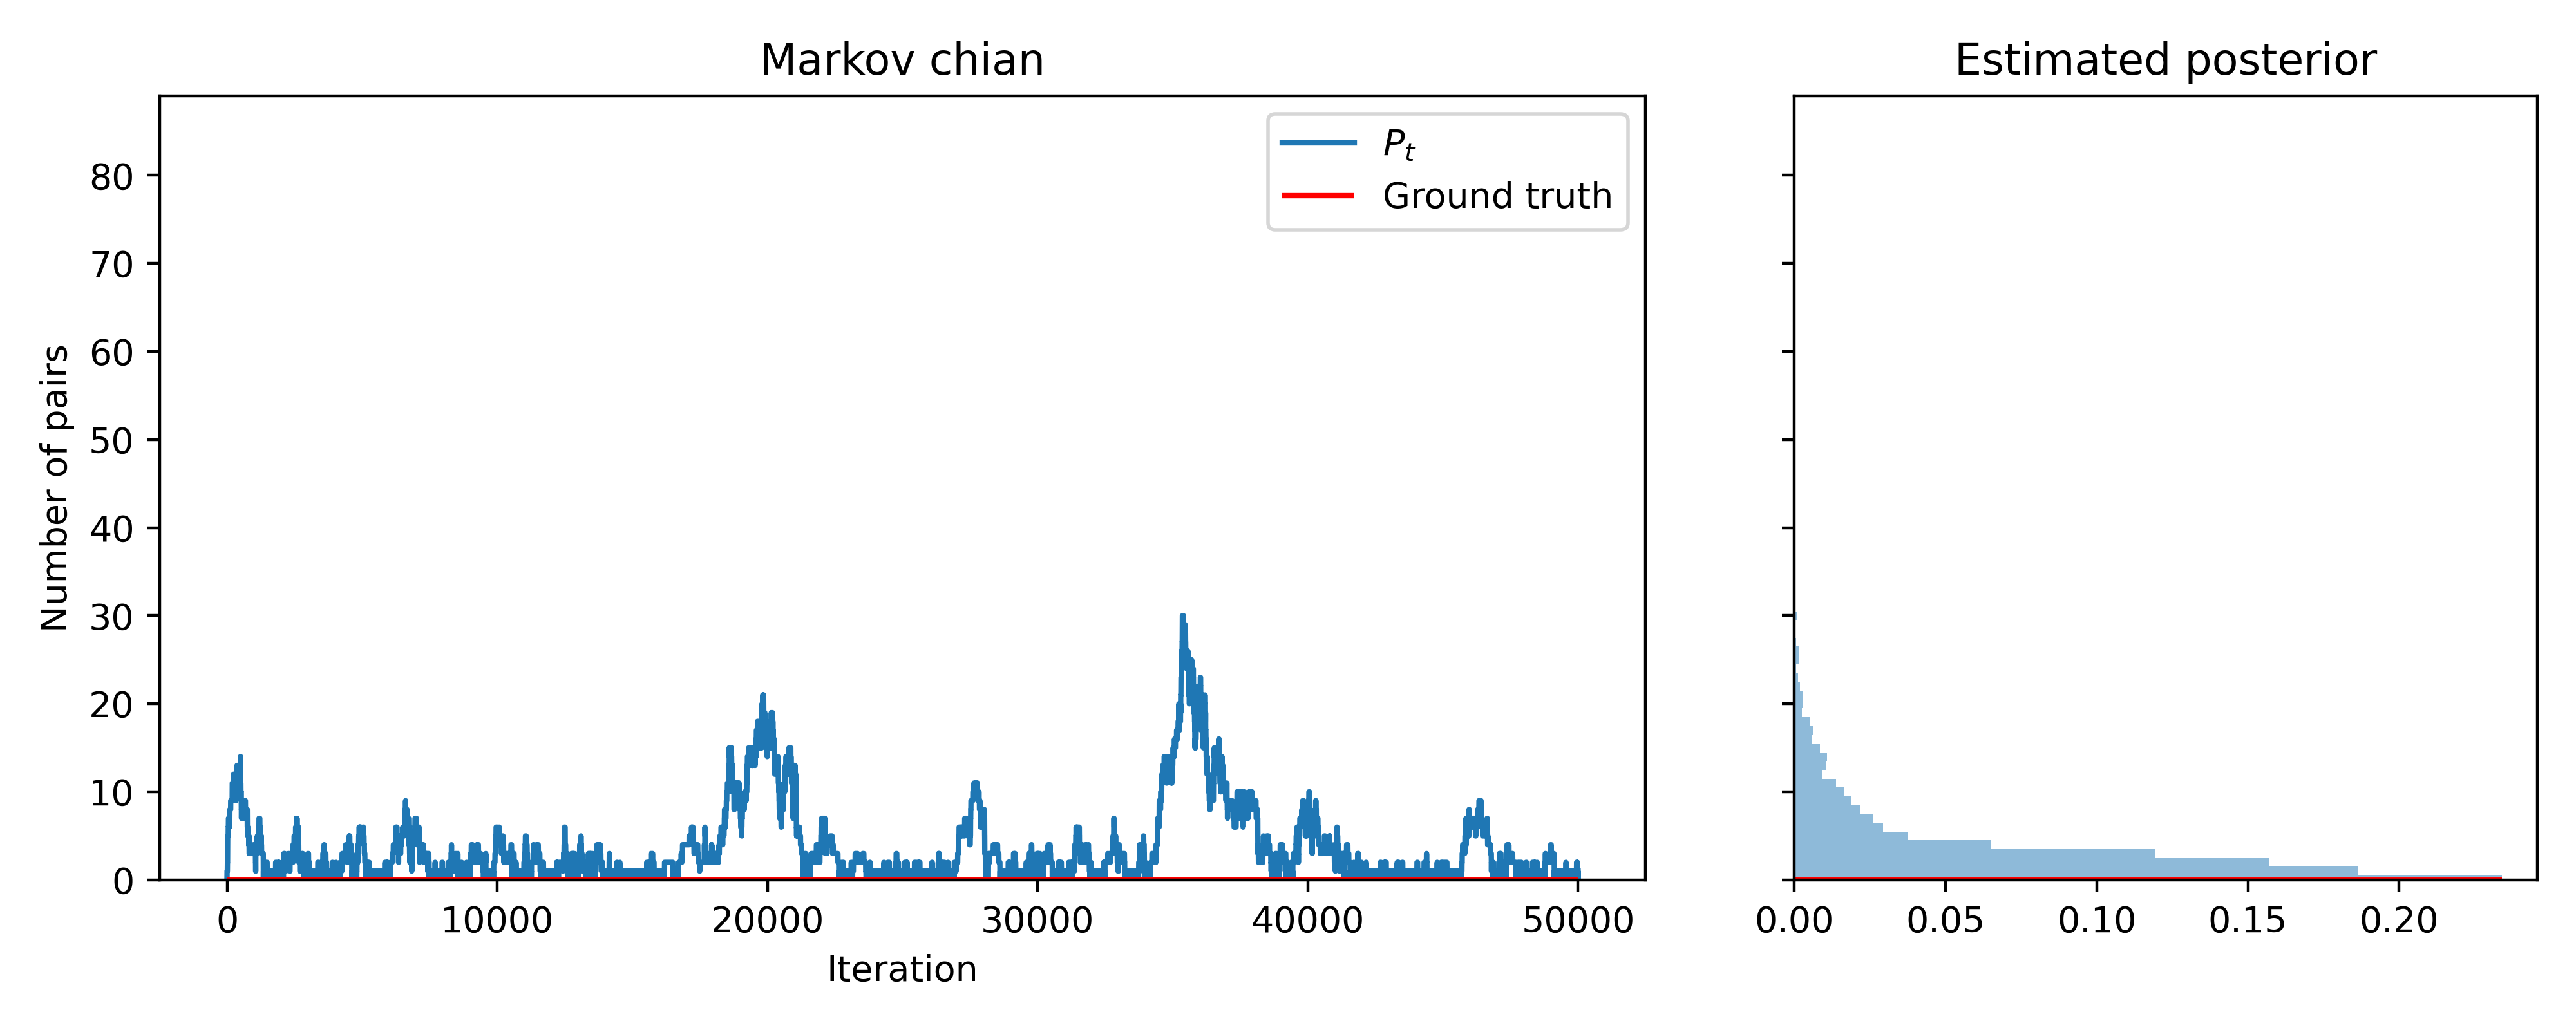 Markov chian
Estimated posterior
P_t
Ground truth
Number of pairs
80
70
60
50
40
30
20
10
0
0 10000 20000 30000 40000 50000
Iteration
0.00 0.05 0.10 0.15 0.20